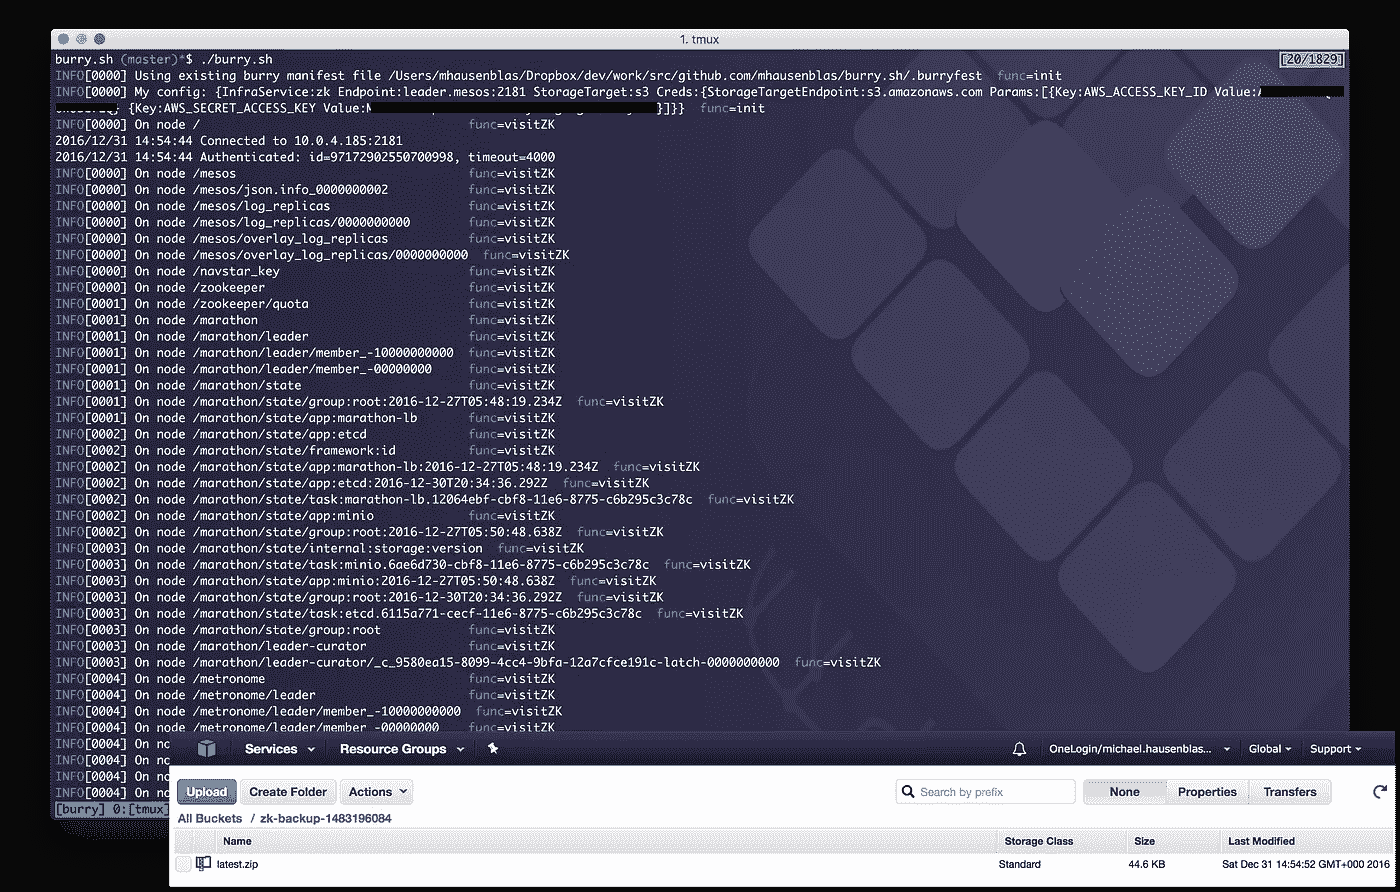 1. tmux
burry.sh (master)*$ ./burry.sh
[20/1829]
INFO[0000] Using existing burry manifest file /Users/mhausenblas/Dropbox/dev/work/src/github.com/mhausenblas/burry.sh/.burryfest func=init
INFO[0000] My config: {InfraService:zk Endpoint:leader.mesos:2181 StorageTarget:s3 Creds:{StorageTargetEndpoint:s3.amazonaws.com Params:[{Key:AWS_ACCESS_KEY_ID Value:
{Key:AWS_SECRET_ACCESS_KEY Value: }]}} func=init
INFO[0000] On node / func=visitZK
2016/12/31 14:54:44 Connected to 10.0.4.185:2181
2016/12/31 14:54:44 Authenticated: id=97172902550700998, timeout=4000
INFO[0000] On node /mesos func=visitZK
INFO[0000] On node /mesos/json.info_0000000002 func=visitZK
INFO[0000] On node /mesos/log_replicas func=visitZK
INFO[0000] On node /mesos/log_replicas/0000000000 func=visitZK
INFO[0000] On node /mesos/overlay_log_replicas func=visitZK
INFO[0000] On node /mesos/overlay_log_replicas/0000000000 func=visitZK
INFO[0000] On node /navstar_key func=visitZK
INFO[0000] On node /zookeeper func=visitZK
INFO[0001] On node /zookeeper/quota func=visitZK
INFO[0001] On node /marathon func=visitZK
INFO[0001] On node /marathon/leader func=visitZK
INFO[0001] On node /marathon/leader/member_-10000000000 func=visitZK
INFO[0001] On node /marathon/leader/member_-00000000 func=visitZK
INFO[0001] On node /marathon/state func=visitZK
INFO[0001] On node /marathon/state/group:root:2016-12-27T05:48:19.234Z func=visitZK
INFO[0001] On node /marathon/state/app:marathon-lb func=visitZK
INFO[0002] On node /marathon/state/app:etcd func=visitZK
INFO[0002] On node /marathon/state/framework:id func=visitZK
INFO[0002] On node /marathon/state/app:marathon-lb:2016-12-27T05:48:19.234Z func=visitZK
INFO[0002] On node /marathon/state/app:etcd:2016-12-30T20:34:36.292Z func=visitZK
INFO[0002] On node /marathon/state/task:marathon-lb.12064ebf-cbf8-11e6-8775-c6b295c3c78c func=visitZK
INFO[0002] On node /marathon/state/app:minio func=visitZK
INFO[0002] On node /marathon/state/group:root:2016-12-27T05:50:48.638Z func=visitZK
INFO[0003] On node /marathon/state/internal:storage:version func=visitZK
INFO[0003] On node /marathon/state/task:minio.6ae6d730-cbf8-11e6-8775-c6b295c3c78c func=visitZK
INFO[0003] On node /marathon/state/app:minio:2016-12-27T05:50:48.638Z func=visitZK
INFO[0003] On node /marathon/state/group:root:2016-12-30T20:34:36.292Z func=visitZK
INFO[0003] On node /marathon/state/task:etcd.6115a771-cecf-11e6-8775-c6b295c3c78c func=visitZK
INFO[0003] On node /marathon/state/group:root func=visitZK
INFO[0003] On node /marathon/leader-curator func=visitZK
INFO[0003] On node /marathon/leader-curator/_c_9580ea15-8099-4cc4-9bfa-12a7cfce191c-latch-0000000000 func=visitZK
INFO[0004] On node /metronome func=visitZK
INFO[0004] On node /metronome/leader func=visitZK
INFO[0004] On node /metronome/leader/member_-10000000000 func=visitZK
INFO[0004] On node /metronome/leader/member_-00000000 func=visitZK
INFO[0004] On no
INFO[0004] On no
INFO[0004] On no
INFO[0004] On no
[burry] 0:[tmux]
Services Resource Groups OneLogin/michael.hausenblas... Global Support
Upload Create Folder Actions Search by prefix None Properties Transfers
All Buckets / zk-backup-1483196084
Name Storage Class Size Last Modified
latest.zip Standard 44.6 KB Sat Dec 31 14:54:52 GMT+000 2016